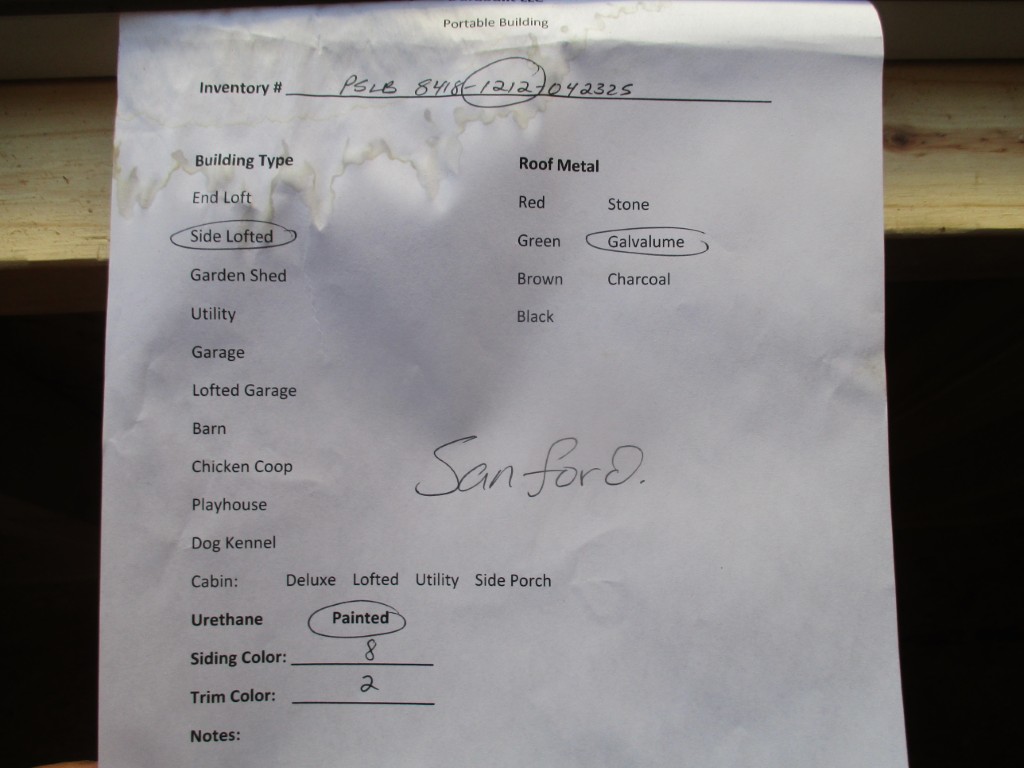 Portable Building
Inventory # PSLB 8418-1212-042325
Building Type
End Loft
Side Lofted
Garden Shed
Utility
Garage
Lofted Garage
Barn
Chicken Coop
Playhouse
Dog Kennel
Roof Metal
Red Stone
Green Galvalume
Brown Charcoal
Black
Sanford.
Cabin: Deluxe Lofted Utility Side Porch
Urethane Painted
Siding Color: 8
Trim Color: 2
Notes: